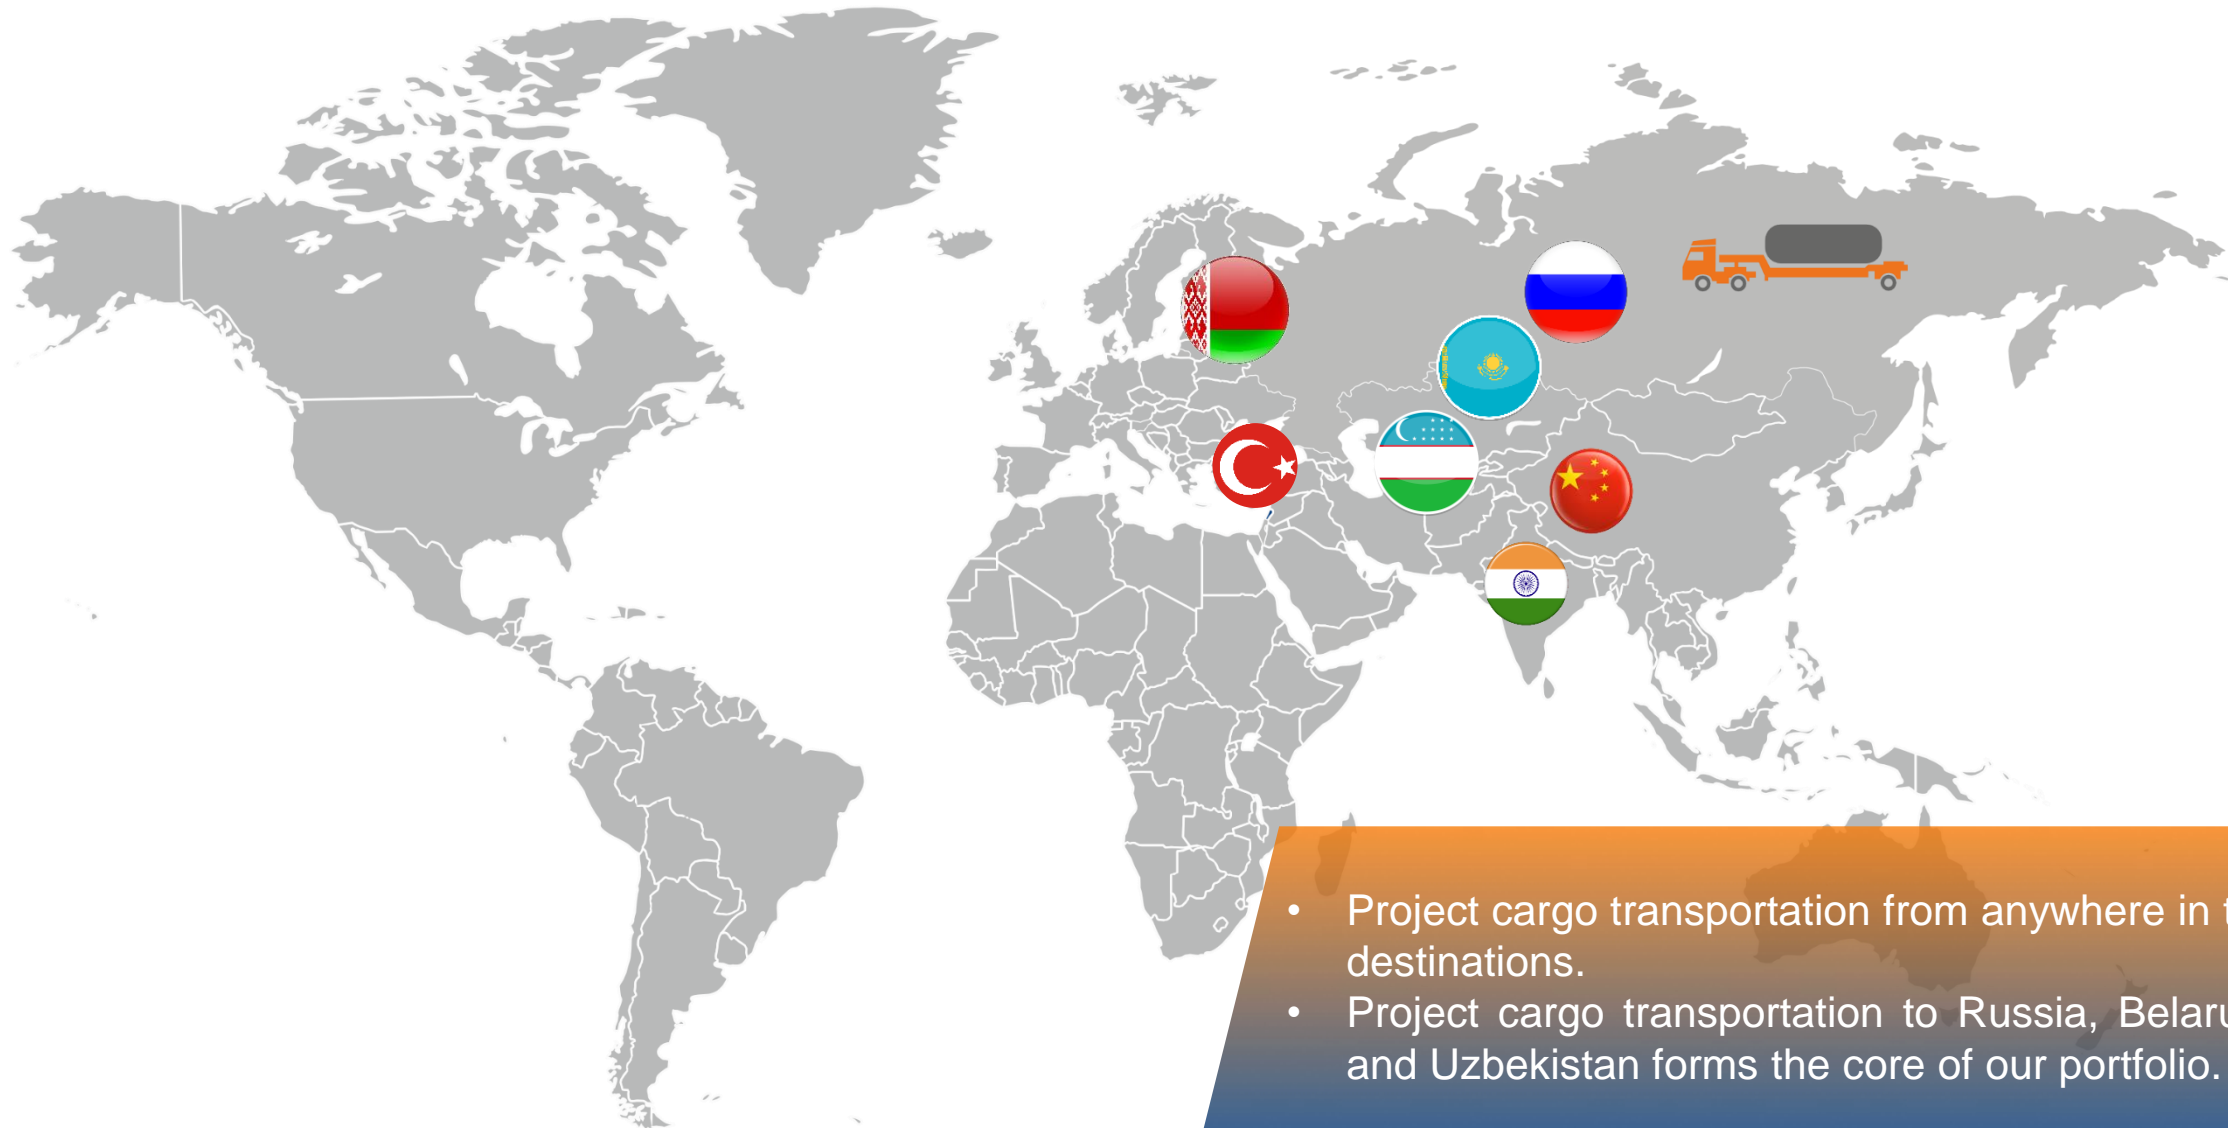 • Project cargo transportation from anywhere in
destinations.
• Project cargo transportation to Russia,
and Uzbekistan forms the core of our portfolio.